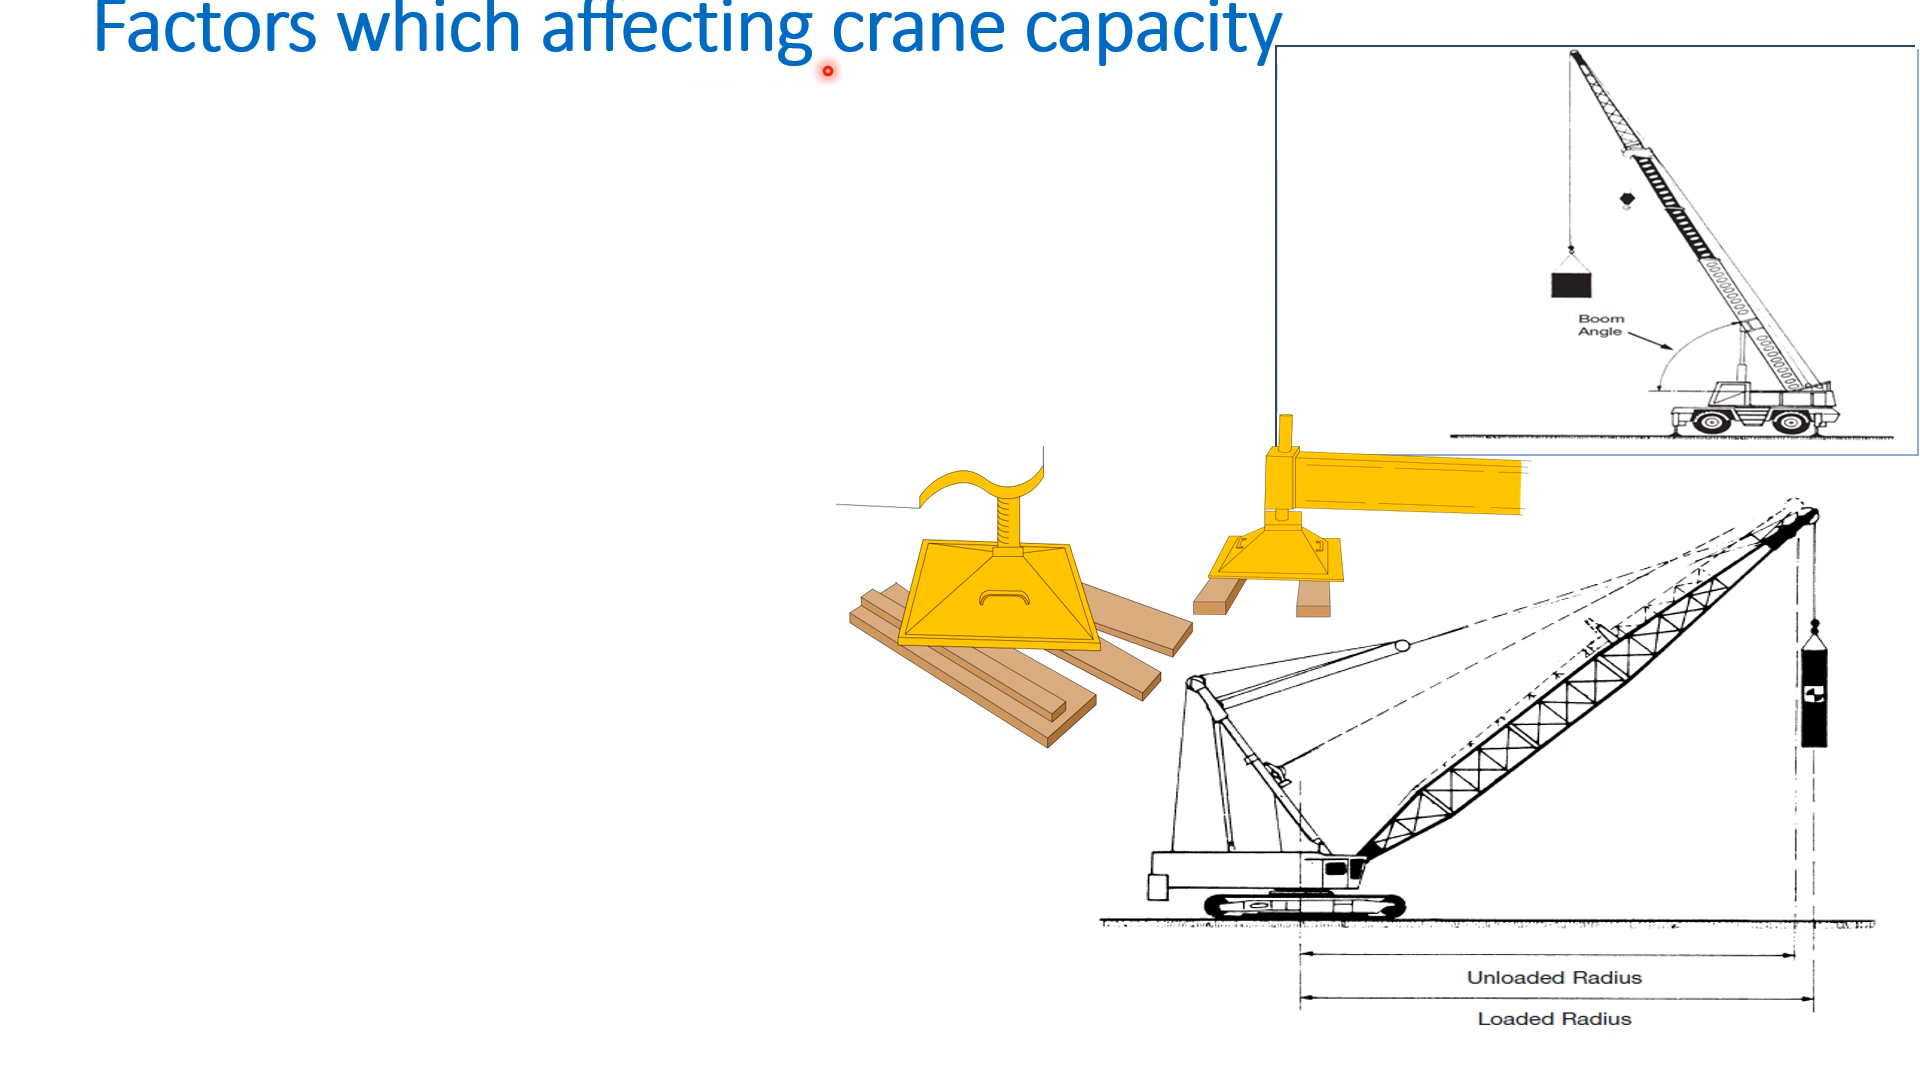 Factors which affecting crane capacity
Boom
Angle
Unloaded Radius
Loaded Radius